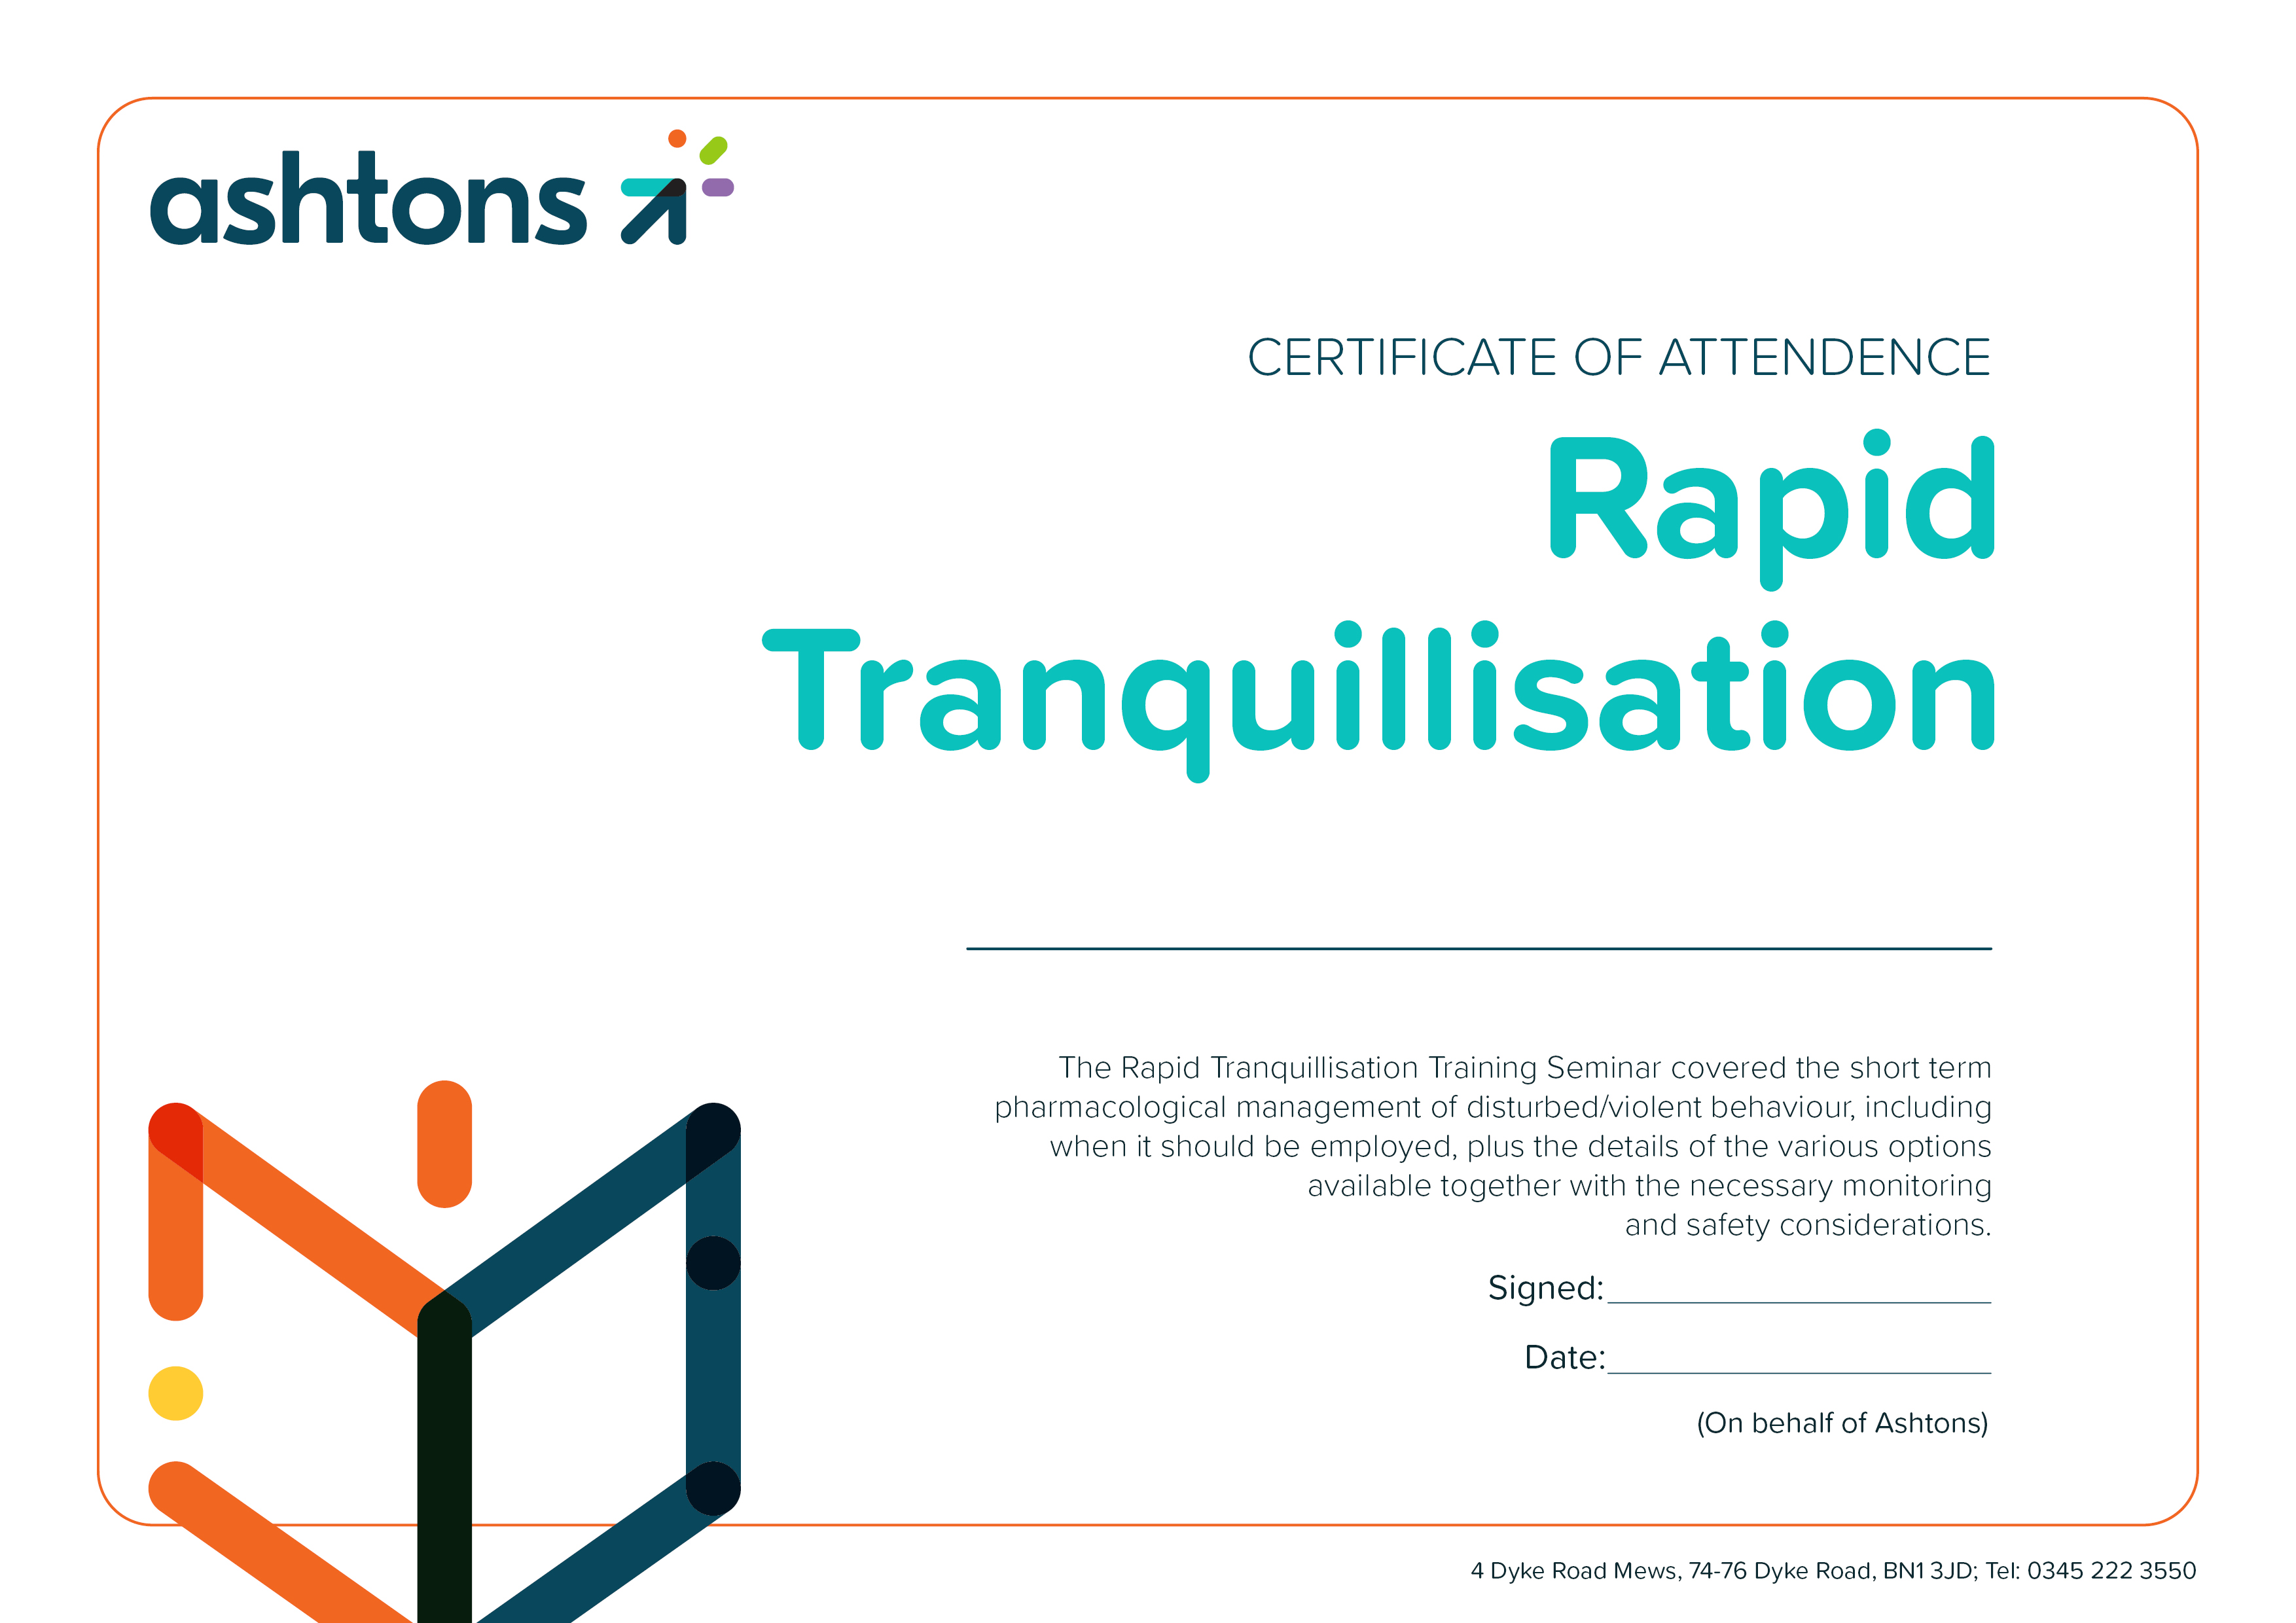 ashtons
CERTIFICATE OF ATTENDENCE
Rapid
Tranquillisation
The Rapid Tranquillisation Training Seminar covered the short term
pharmacological management of disturbed/violent behaviour, including
when it should be employed, plus the details of the various options
available together with the necessary monitoring
and safety considerations.
Signed:
Date:
(On behalf of Ashtons)
4 Dyke Road Mews, 74-76 Dyke Road, BN1 3JD; Tel: 0345 222 3550